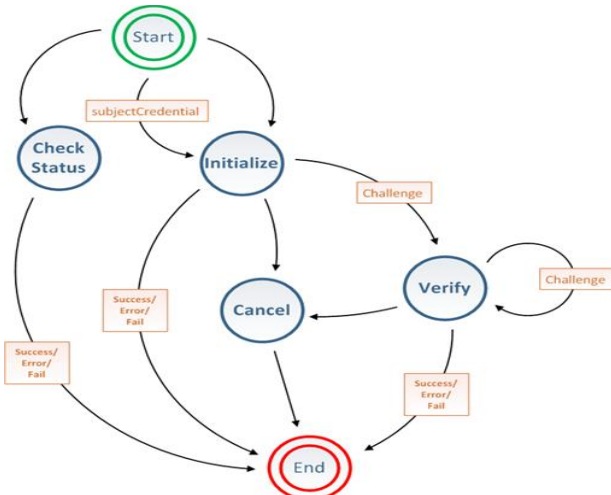 Start
subjectCredential
Check
Status
Initialize
Challenge
Verify
Challenge
Success/
Error/
Fail
Cancel
Success/
Error/
Fail
Success/
Error/
Fail
End